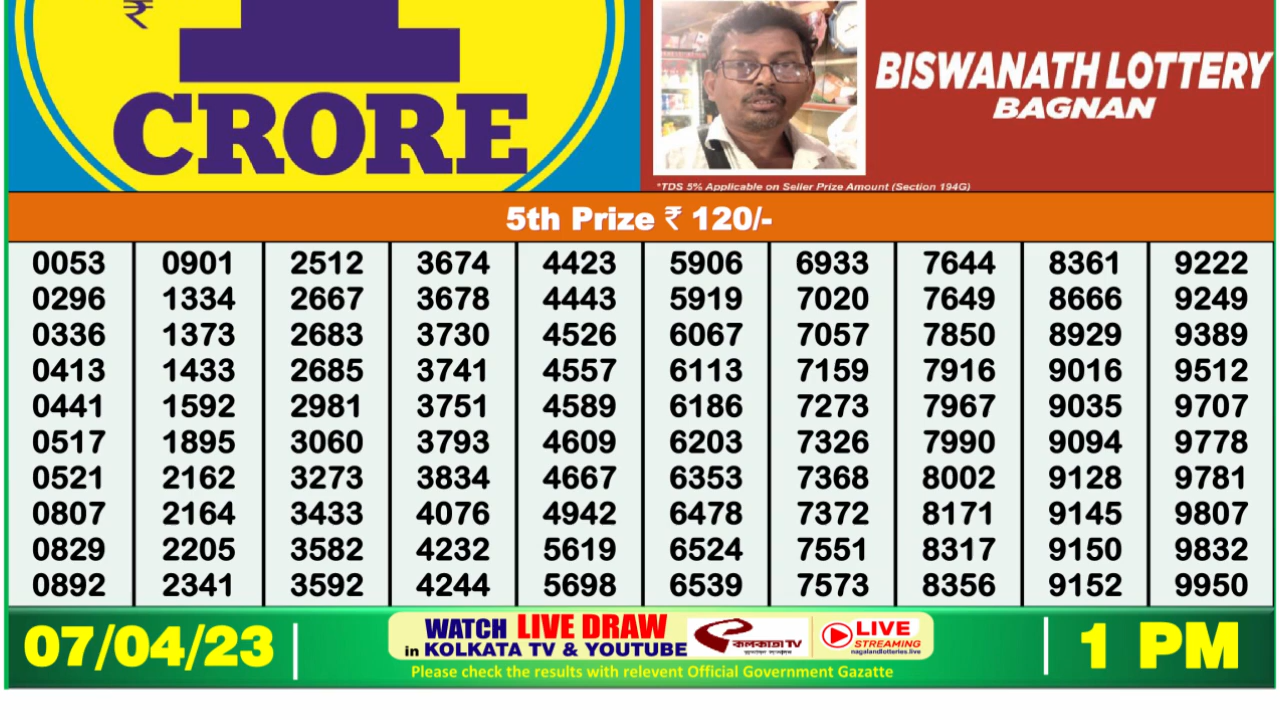 ₹
1
CRORE
BISWANATH LOTTERY
BAGNAN
*TDS 5% Applicable on Seller Prize Amount (Section 194G)
5th Prize ₹ 120/-
0053 0901 2512 3674 4423 5906 6933 7644 8361 9222
0296 1334 2667 3678 4443 5919 7020 7649 8666 9249
0336 1373 2683 3730 4526 6067 7057 7850 8929 9389
0413 1433 2685 3741 4557 6113 7159 7916 9016 9512
0441 1592 2981 3751 4589 6186 7273 7967 9035 9707
0517 1895 3060 3793 4609 6203 7326 7990 9094 9778
0521 2162 3273 3834 4667 6353 7368 8002 9128 9781
0807 2164 3433 4076 4942 6478 7372 8171 9145 9807
0829 2205 3582 4232 5619 6524 7551 8317 9150 9832
0892 2341 3592 4244 5698 6539 7573 8356 9152 9950
07/04/23
WATCH LIVE DRAW
in KOLKATA TV & YOUTUBE
কলকাতা TV
LIVE
STREAMING
nagalandlotteries.live
Please check the results with relevent Official Government Gazatte
1 PM